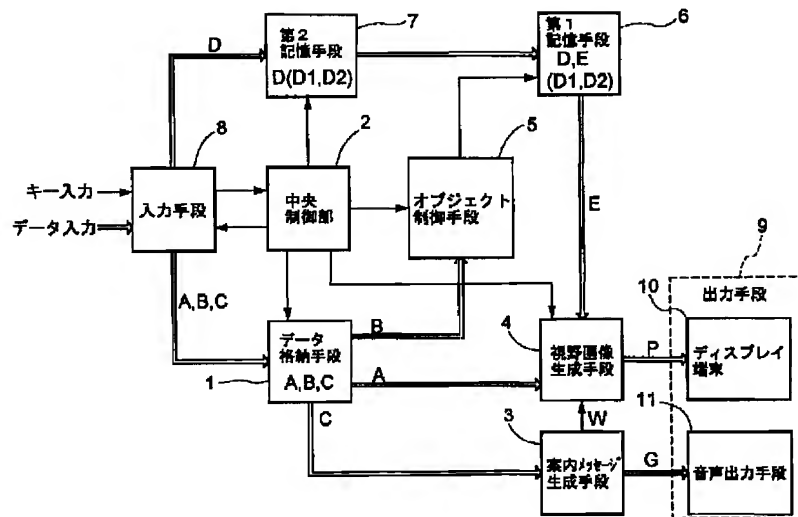 7
6
D
第2
記憶手段
D(D1,D2)
第1
記憶手段
D,E
(D1,D2)
8
2
5
キー入力
データ入力
入力手段
中央
制御部
オブジェクト
制御手段
E
9
A,B,C
B
10
出力手段
データ
格納手段
A,B,C
1
A
4
視野画像
生成手段
P
ディスプレイ
端末
C
3
W
11
案内メッセージ
生成手段
G
音声出力手段